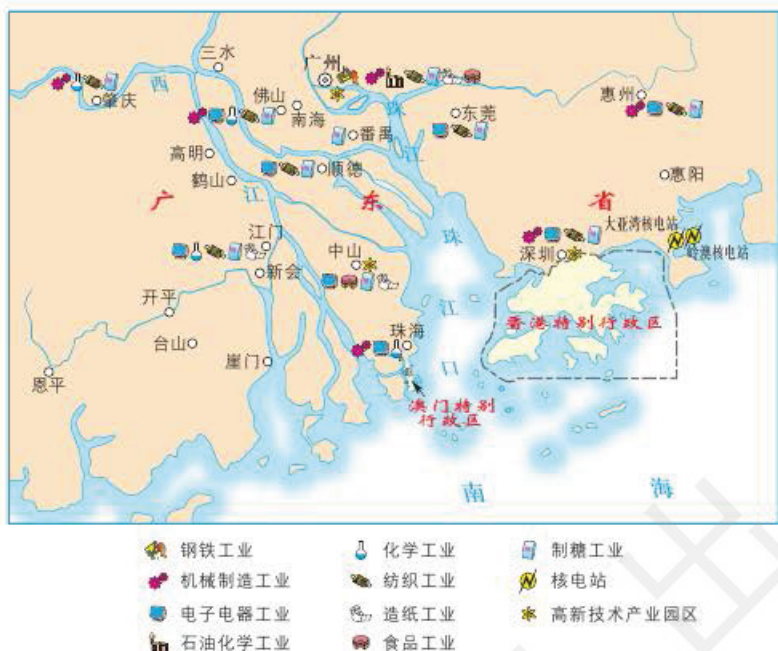 三水
广州
西
肇庆
佛山
南海
珠
东莞
惠州
番禺
高明
江
鹤山
顺德
惠阳
广
江
东
省
珠
大亚湾核电站
岭澳核电站
江门
中山
深圳
新会
开平
江
香港特别行政区
台山
珠海
崖门
口
恩平
澳门特别
行政区
南
海
钢铁工业
化学工业
制糖工业
机械制造工业
纺织工业
核电站
电子电器工业
造纸工业
高新技术产业园区
石油化学工业
食品工业
出